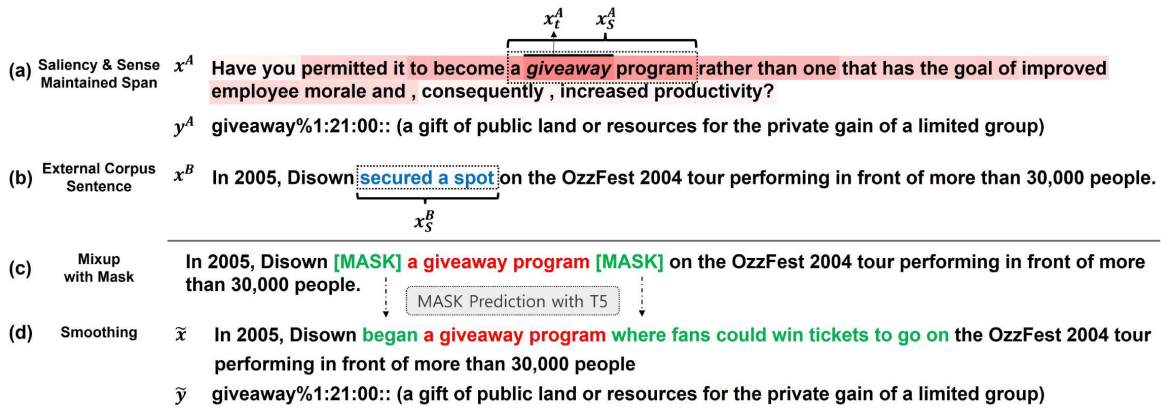 x_t^A x_S^A
(a) Saliency & Sense Maintained Span x^A Have you permitted it to become a giveaway program rather than one that has the goal of improved
employee morale and , consequently , increased productivity?
y^A giveaway%1:21:00:: (a gift of public land or resources for the private gain of a limited group)
(b) External Corpus Sentence x^B In 2005, Disown secured a spot on the OzzFest 2004 tour performing in front of more than 30,000 people.
x_S^B
(c) Mixup with Mask In 2005, Disown [MASK] a giveaway program [MASK] on the OzzFest 2004 tour performing in front of more
than 30,000 people.
MASK Prediction with T5
(d) Smoothing x̃ In 2005, Disown began a giveaway program where fans could win tickets to go on the OzzFest 2004 tour
performing in front of more than 30,000 people
ỹ giveaway%1:21:00:: (a gift of public land or resources for the private gain of a limited group)